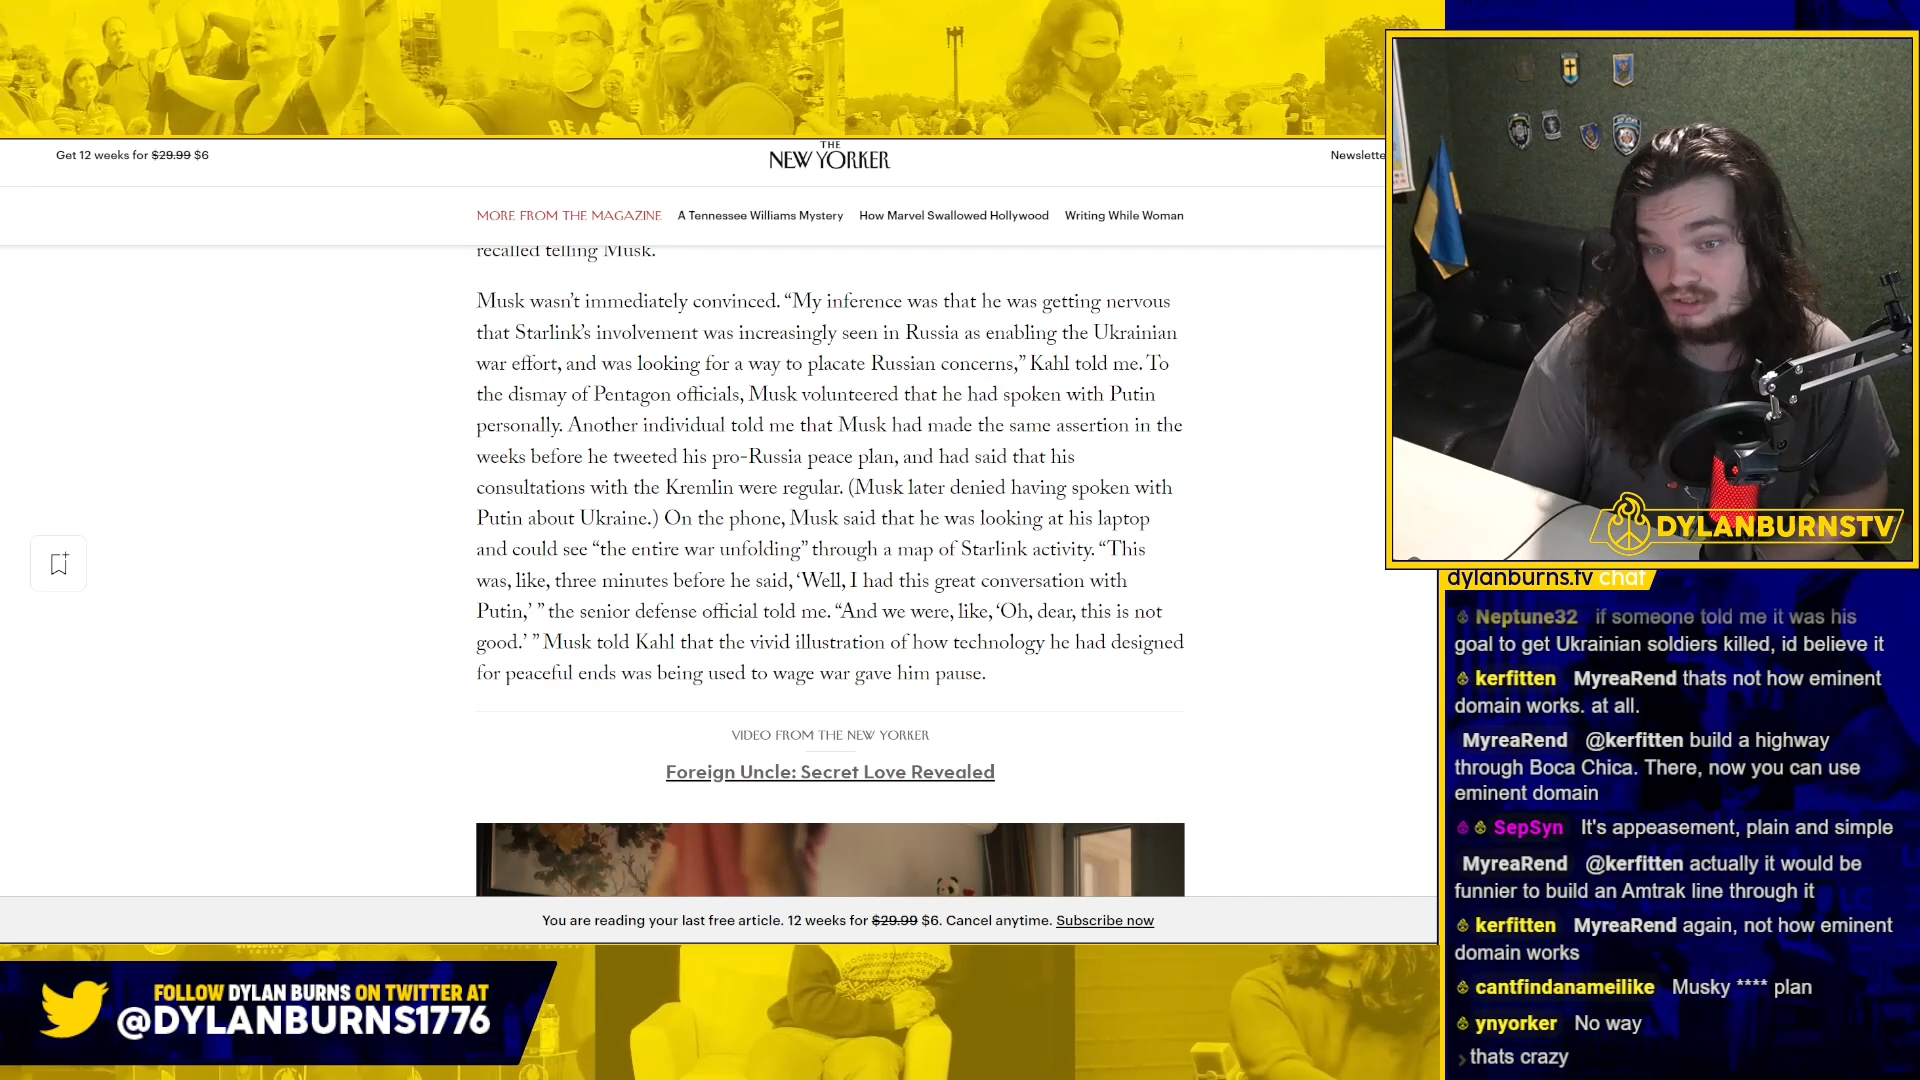 BEA
Get 12 weeks for $29.99 $6
THE
NEW YORKER
Newslette
MORE FROM THE MAGAZINE A Tennessee Williams Mystery How Marvel Swallowed Hollywood Writing While Woman
recalled telling Musk.
Musk wasn’t immediately convinced. “My inference was that he was getting nervous
that Starlink’s involvement was increasingly seen in Russia as enabling the Ukrainian
war effort, and was looking for a way to placate Russian concerns,” Kahl told me. To
the dismay of Pentagon officials, Musk volunteered that he had spoken with Putin
personally. Another individual told me that Musk had made the same assertion in the
weeks before he tweeted his pro-Russia peace plan, and had said that his
consultations with the Kremlin were regular. (Musk later denied having spoken with
Putin about Ukraine.) On the phone, Musk said that he was looking at his laptop
and could see “the entire war unfolding” through a map of Starlink activity. “This
was, like, three minutes before he said, ‘Well, I had this great conversation with
Putin,’ ” the senior defense official told me. “And we were, like, ‘Oh, dear, this is not
good.’ ” Musk told Kahl that the vivid illustration of how technology he had designed
for peaceful ends was being used to wage war gave him pause.
VIDEO FROM THE NEW YORKER
Foreign Uncle: Secret Love Revealed
You are reading your last free article. 12 weeks for $29.99 $6. Cancel anytime. Subscribe now
FOLLOW DYLAN BURNS ON TWITTER AT
@DYLANBURNS1776
DYLANBURNSTV
dylanburns.tv chat
Neptune32 if someone told me it was his
goal to get Ukrainian soldiers killed, id believe it
kerfitten MyreaRend thats not how eminent
domain works. at all.
MyreaRend @kerfitten build a highway
through Boca Chica. There, now you can use
eminent domain
SepSyn It's appeasement, plain and simple
MyreaRend @kerfitten actually it would be
funnier to build an Amtrak line through it
kerfitten MyreaRend again, not how eminent
domain works
cantfindanameilike Musky **** plan
ynyorker No way
thats crazy